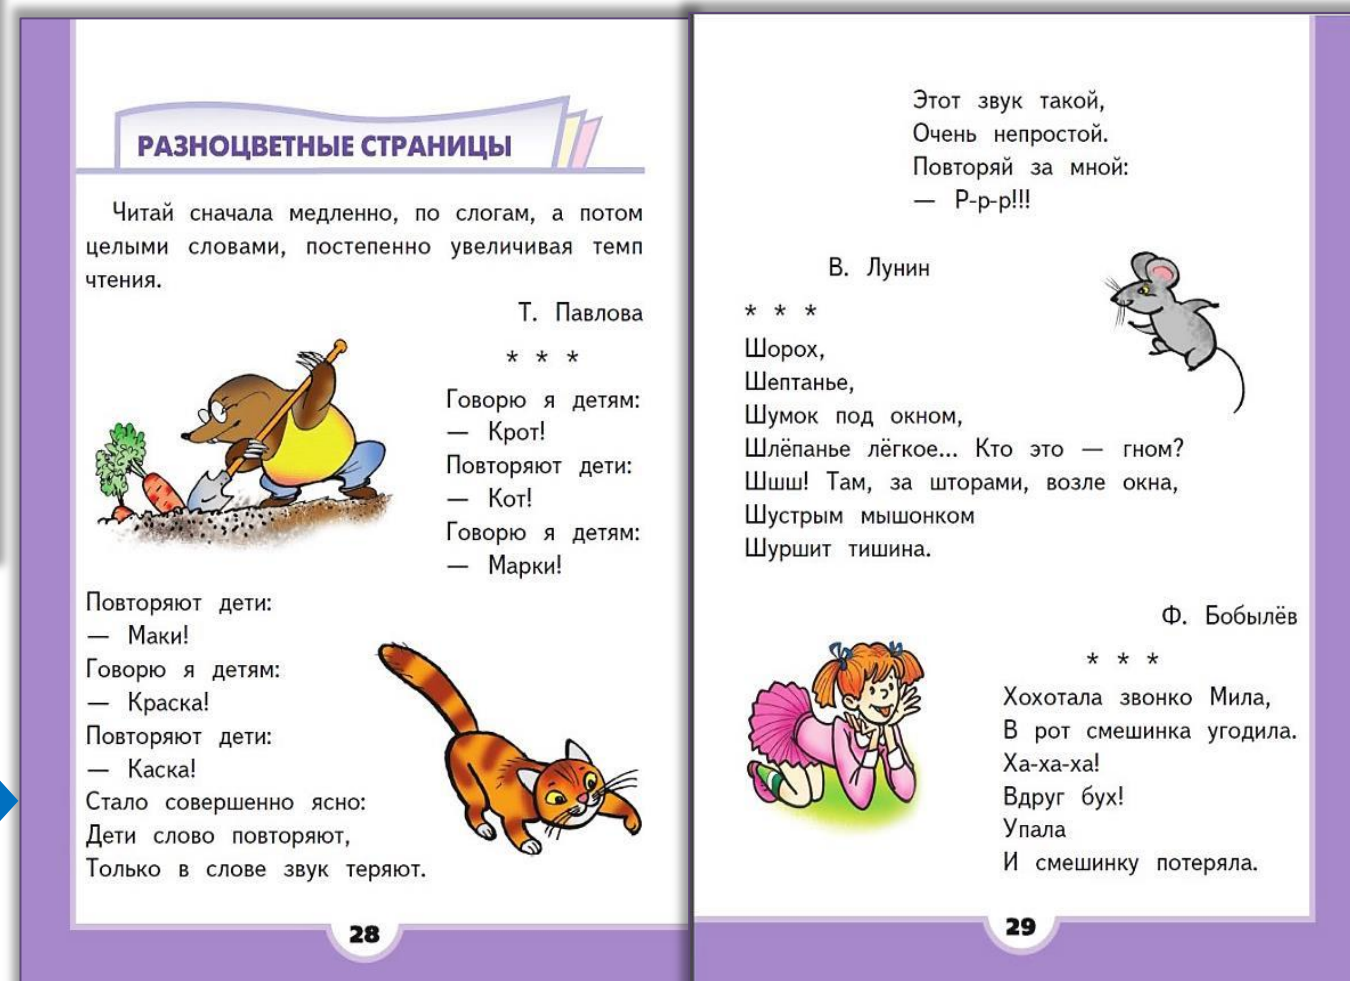 РАЗНОЦВЕТНЫЕ СТРАНИЦЫ
Читай сначала медленно, по слогам, а потом
целыми словами, постепенно увеличивая темп
чтения.
Т. Павлова
* * *
Говорю я детям:
— Крот!
Повторяют дети:
— Кот!
Говорю я детям:
— Марки!
Повторяют дети:
— Маки!
Говорю я детям:
— Краска!
Повторяют дети:
— Каска!
Стало совершенно ясно:
Дети слово повторяют,
Только в слове звук теряют.
28
Этот звук такой,
Очень непростой.
Повторяй за мной:
— Р-р-р!!!
В. Лунин
* * *
Шорох,
Шептанье,
Шумок под окном,
Шлёпанье лёгкое... Кто это — гном?
Шшш! Там, за шторами, возле окна,
Шустрым мышонком
Шуршит тишина.
Ф. Бобылёв
* * *
Хохотала звонко Мила,
В рот смешинка угодила.
Ха-ха-ха!
Вдруг бух!
Упала
И смешинку потеряла.
29